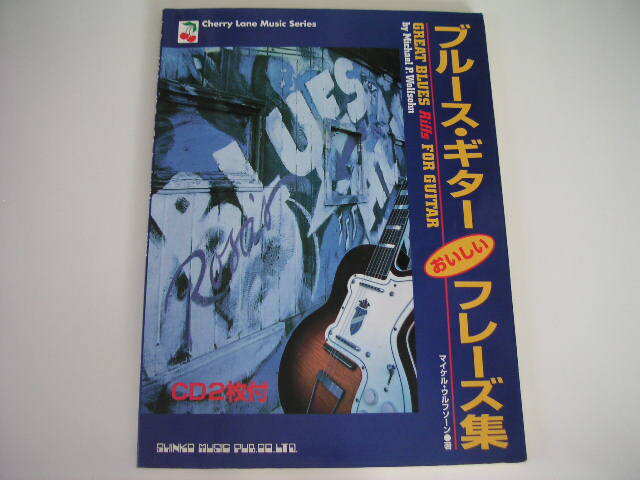 Cherry Lane Music Series
ブルース・ギター
おいしい
フレーズ集
GREAT BLUES Riffs FOR GUITAR
by Michael P. Wolfsohn
マイケル・ウルフソーン●著
BLUES
Rosa's
CD2枚付
SHINKO MUSIC PUB.CO.,LTD.